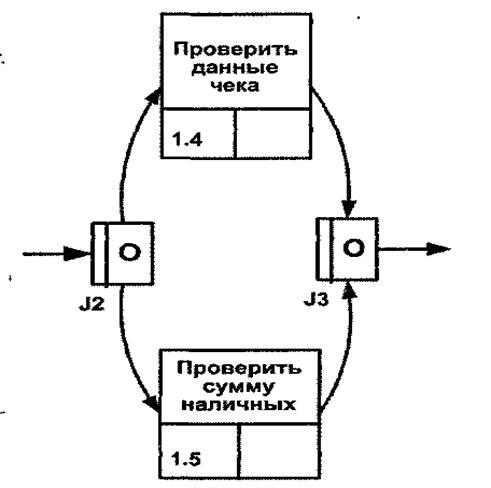 Проверить
данные
чека
1.4
O
J2
O
J3
Проверить
сумму
наличных
1.5